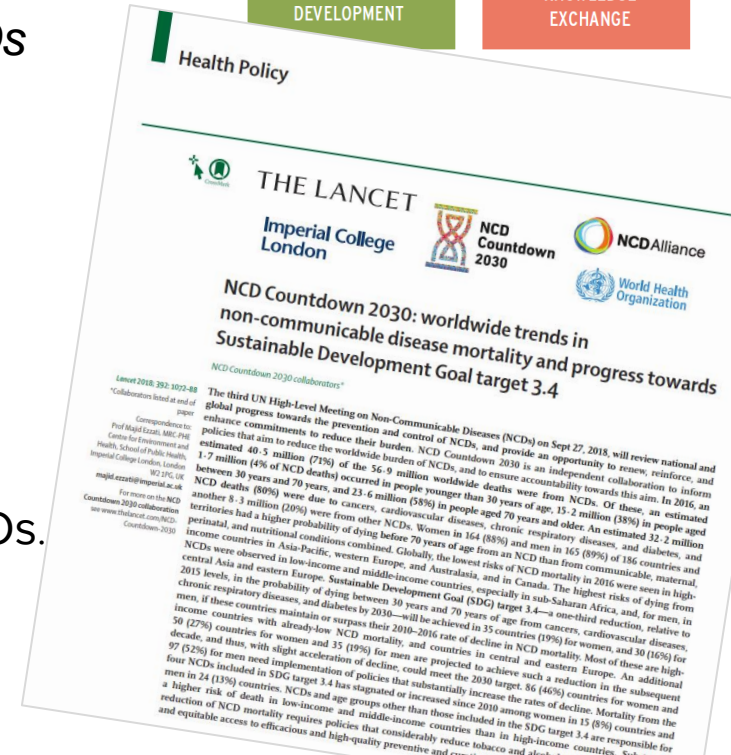 DEVELOPMENT
EXCHANGE
Health Policy
CrossMark
THE LANCET
Imperial College
London
NCD
Countdown
2030
NCD Alliance
World Health
Organization
NCD Countdown 2030: worldwide trends in
non-communicable disease mortality and progress towards
Sustainable Development Goal target 3.4
NCD Countdown 2030 collaborators*
Lancet 2018; 392: 1072–88
*Collaborators listed at end of
paper
Correspondence to:
Prof Majid Ezzati, MRC-PHE
Centre for Environment and
Health, School of Public Health,
Imperial College London, London
W2 1PG, UK
majid.ezzati@imperial.ac.uk
For more on the NCD
Countdown 2030 collaboration
see www.thelancet.com/NCD-
Countdown-2030
The third UN High-Level Meeting on Non-Communicable Diseases (NCDs) on Sept 27, 2018, will review national and
global progress towards the prevention and control of NCDs, and provide an opportunity to renew, reinforce, and
enhance commitments to reduce their burden. NCD Countdown 2030 is an independent collaboration to inform
policies that aim to reduce the worldwide burden of NCDs, and to ensure accountability towards this aim. In 2016, an
estimated 40·5 million (71%) of the 56·9 million worldwide deaths were from NCDs. Of these, an estimated
1·7 million (4% of NCD deaths) occurred in people younger than 30 years of age, 15·2 million (38%) in people aged
between 30 years and 70 years, and 23·6 million (58%) in people aged 70 years and older. An estimated 32·2 million
NCD deaths (80%) were due to cancers, cardiovascular diseases, chronic respiratory diseases, and diabetes, and
another 8·3 million (20%) were from other NCDs. Women in 164 (88%) and men in 165 (89%) of 186 countries and
territories had a higher probability of dying before 70 years of age from an NCD than from communicable, maternal,
perinatal, and nutritional conditions combined. Globally, the lowest risks of NCD mortality in 2016 were seen in high-
income countries in Asia-Pacific, western Europe, and Australasia, and in Canada. The highest risks of dying from
NCDs were observed in low-income and middle-income countries, especially in sub-Saharan Africa, and, for men, in
central Asia and eastern Europe. Sustainable Development Goal (SDG) target 3.4—a one-third reduction, relative to
2015 levels, in the probability of dying between 30 years and 70 years of age from cancers, cardiovascular diseases,
chronic respiratory diseases, and diabetes by 2030—will be achieved in 35 countries (19%) for women, and 30 (16%) for
men, if these countries maintain or surpass their 2010–2016 rate of decline in NCD mortality. Most of these are high-
income countries with already-low NCD mortality, and countries in central and eastern Europe. An additional
50 (27%) countries for women and 35 (19%) for men are projected to achieve such a reduction in the subsequent
decade, and thus, with slight acceleration of decline, could meet the 2030 target. 86 (46%) countries for women and
97 (52%) for men need implementation of policies that substantially increase the rates of decline. Mortality from the
four NCDs included in SDG target 3.4 has stagnated or increased since 2010 among women in 15 (8%) countries and
men in 24 (13%) countries. NCDs and age groups other than those included in the SDG target 3.4 are responsible for
a higher risk of death in low-income and middle-income countries than in high-income countries.
reduction of NCD mortality requires policies that considerably reduce tobacco and
and equitable access to efficacious and high-quality preventive and